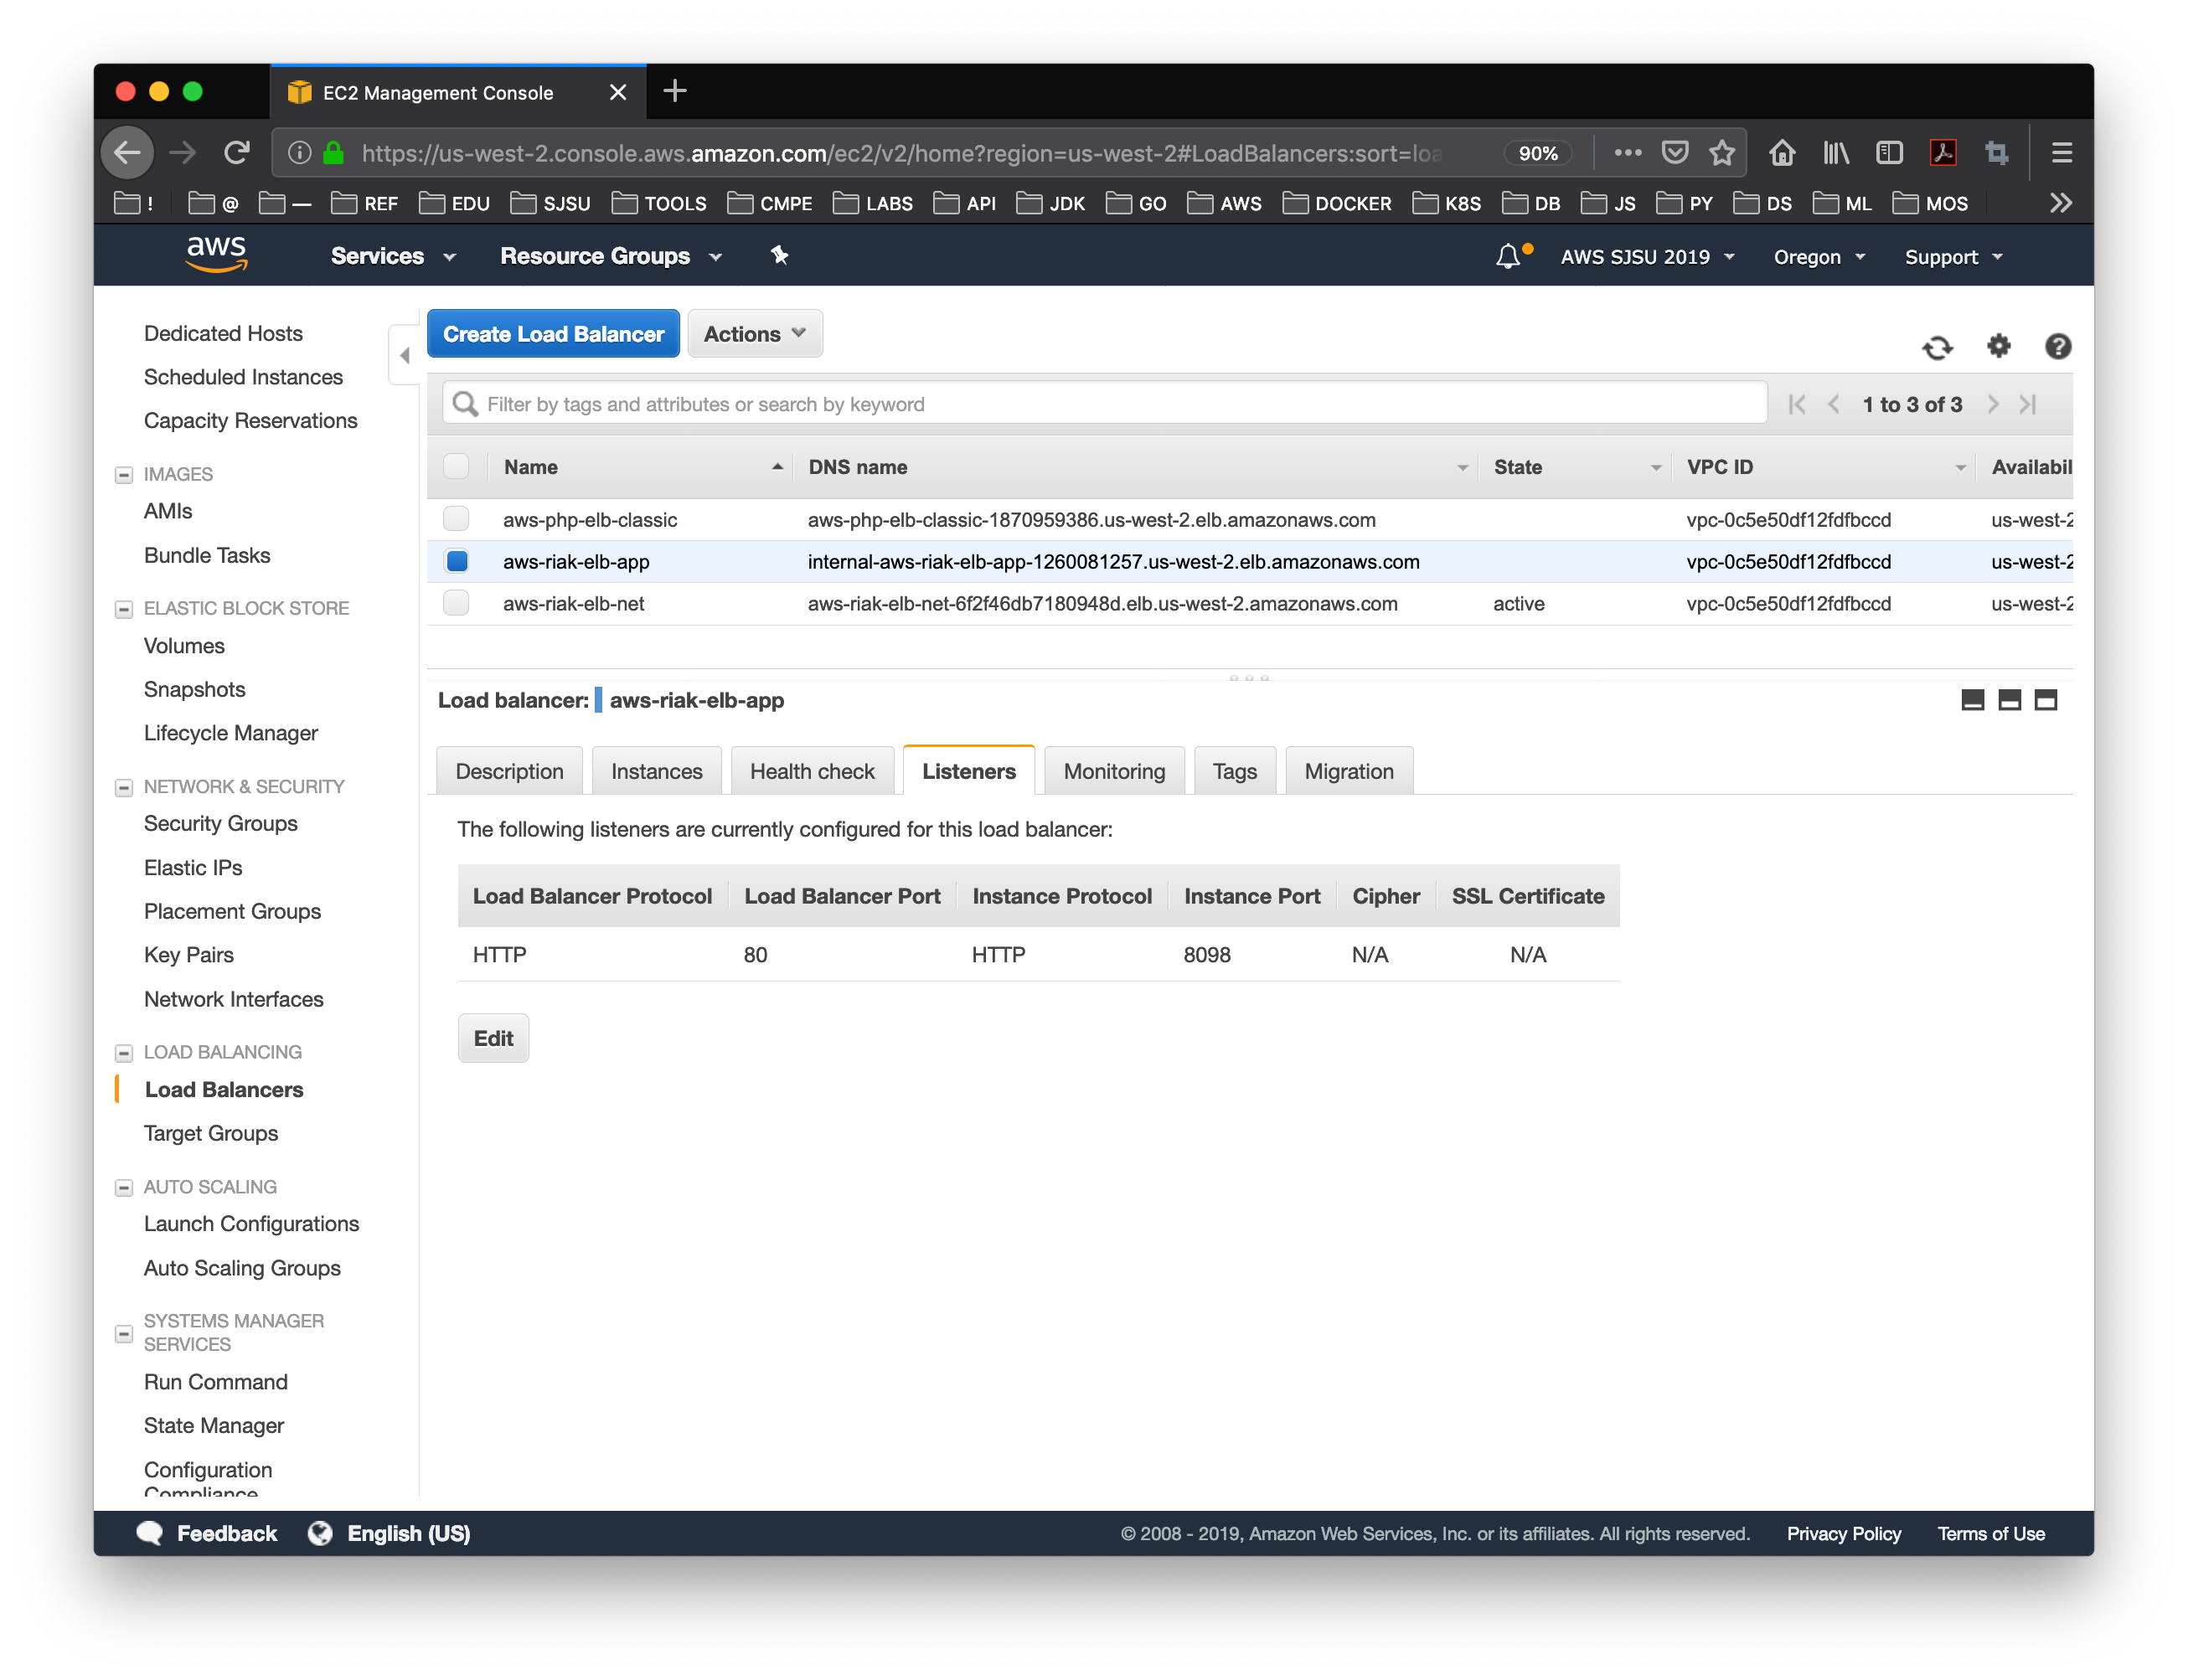 EC2 Management Console
https://us-west-2.console.aws.amazon.com/ec2/v2/home?region=us-west-2#LoadBalancers:sort=loa 90%
! @ — REF EDU SJSU TOOLS CMPE LABS API JDK GO AWS DOCKER K8S DB JS PY DS ML MOS
aws Services Resource Groups AWS SJSU 2019 Oregon Support
Dedicated Hosts
Scheduled Instances
Capacity Reservations
IMAGES
AMIs
Bundle Tasks
ELASTIC BLOCK STORE
Volumes
Snapshots
Lifecycle Manager
NETWORK & SECURITY
Security Groups
Elastic IPs
Placement Groups
Key Pairs
Network Interfaces
LOAD BALANCING
Load Balancers
Target Groups
AUTO SCALING
Launch Configurations
Auto Scaling Groups
SYSTEMS MANAGER
SERVICES
Run Command
State Manager
Configuration
Compliance
Create Load Balancer Actions
Filter by tags and attributes or search by keyword 1 to 3 of 3
Name DNS name State VPC ID Availabil
aws-php-elb-classic aws-php-elb-classic-1870959386.us-west-2.elb.amazonaws.com vpc-0c5e50df12fdfbccd us-west-2
aws-riak-elb-app internal-aws-riak-elb-app-1260081257.us-west-2.elb.amazonaws.com vpc-0c5e50df12fdfbccd us-west-2
aws-riak-elb-net aws-riak-elb-net-6f2f46db7180948d.elb.us-west-2.amazonaws.com active vpc-0c5e50df12fdfbccd us-west-2
Load balancer: aws-riak-elb-app
Description Instances Health check Listeners Monitoring Tags Migration
The following listeners are currently configured for this load balancer:
Load Balancer Protocol Load Balancer Port Instance Protocol Instance Port Cipher SSL Certificate
HTTP 80 HTTP 8098 N/A N/A
Edit
Feedback English (US) © 2008 - 2019, Amazon Web Services, Inc. or its affiliates. All rights reserved. Privacy Policy Terms of Use